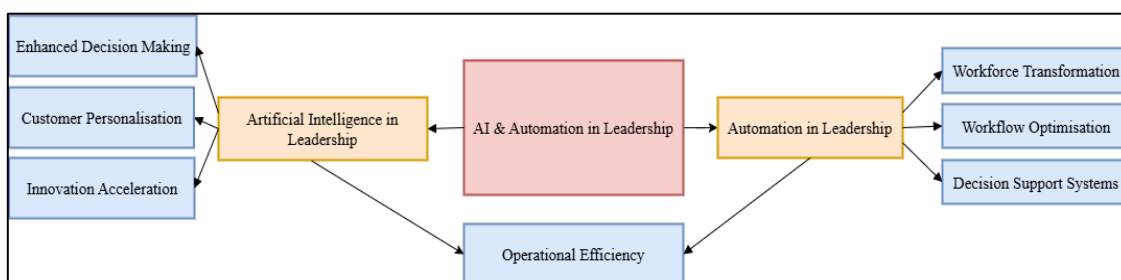 Enhanced Decision Making
Customer Personalisation
Innovation Acceleration
Artificial Intelligence in
Leadership
AI & Automation in Leadership
Operational Efficiency
Automation in Leadership
Workforce Transformation
Workflow Optimisation
Decision Support Systems